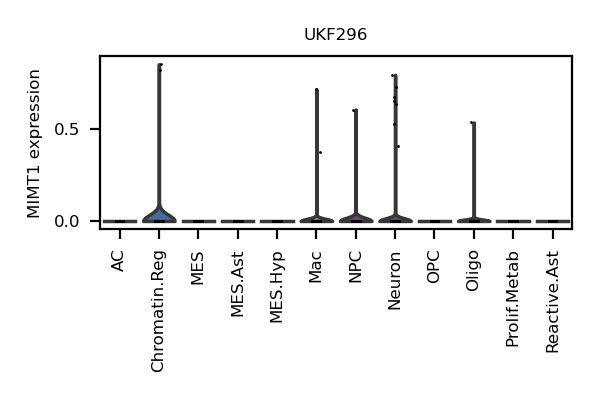 UKF296
MIMT1 expression
0.5
0.0
AC
Chromatin.Reg
MES
MES.Ast
MES.Hyp
Mac
NPC
Neuron
OPC
Oligo
Prolif.Metab
Reactive.Ast